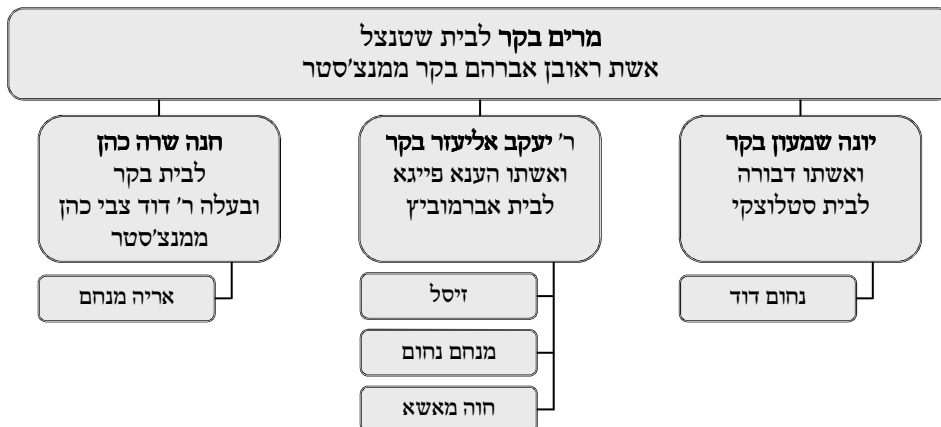 מרים בקר לבית שטנצל
אשת ראובן אברהם בקר ממנצ'סטר
יונה שמעון בקר
ואשתו דבורה
לבית סטלוצקי
נחום דוד
ר' יעקב אליעזר בקר
ואשתו הענא פייגא
לבית אברמוביץ
זיסל
מנחם נחום
חוה מאשא
חנה שרה כהן
לבית בקר
ובעלה ר' דוד צבי כהן
ממנצ'סטר
אריה מנחם